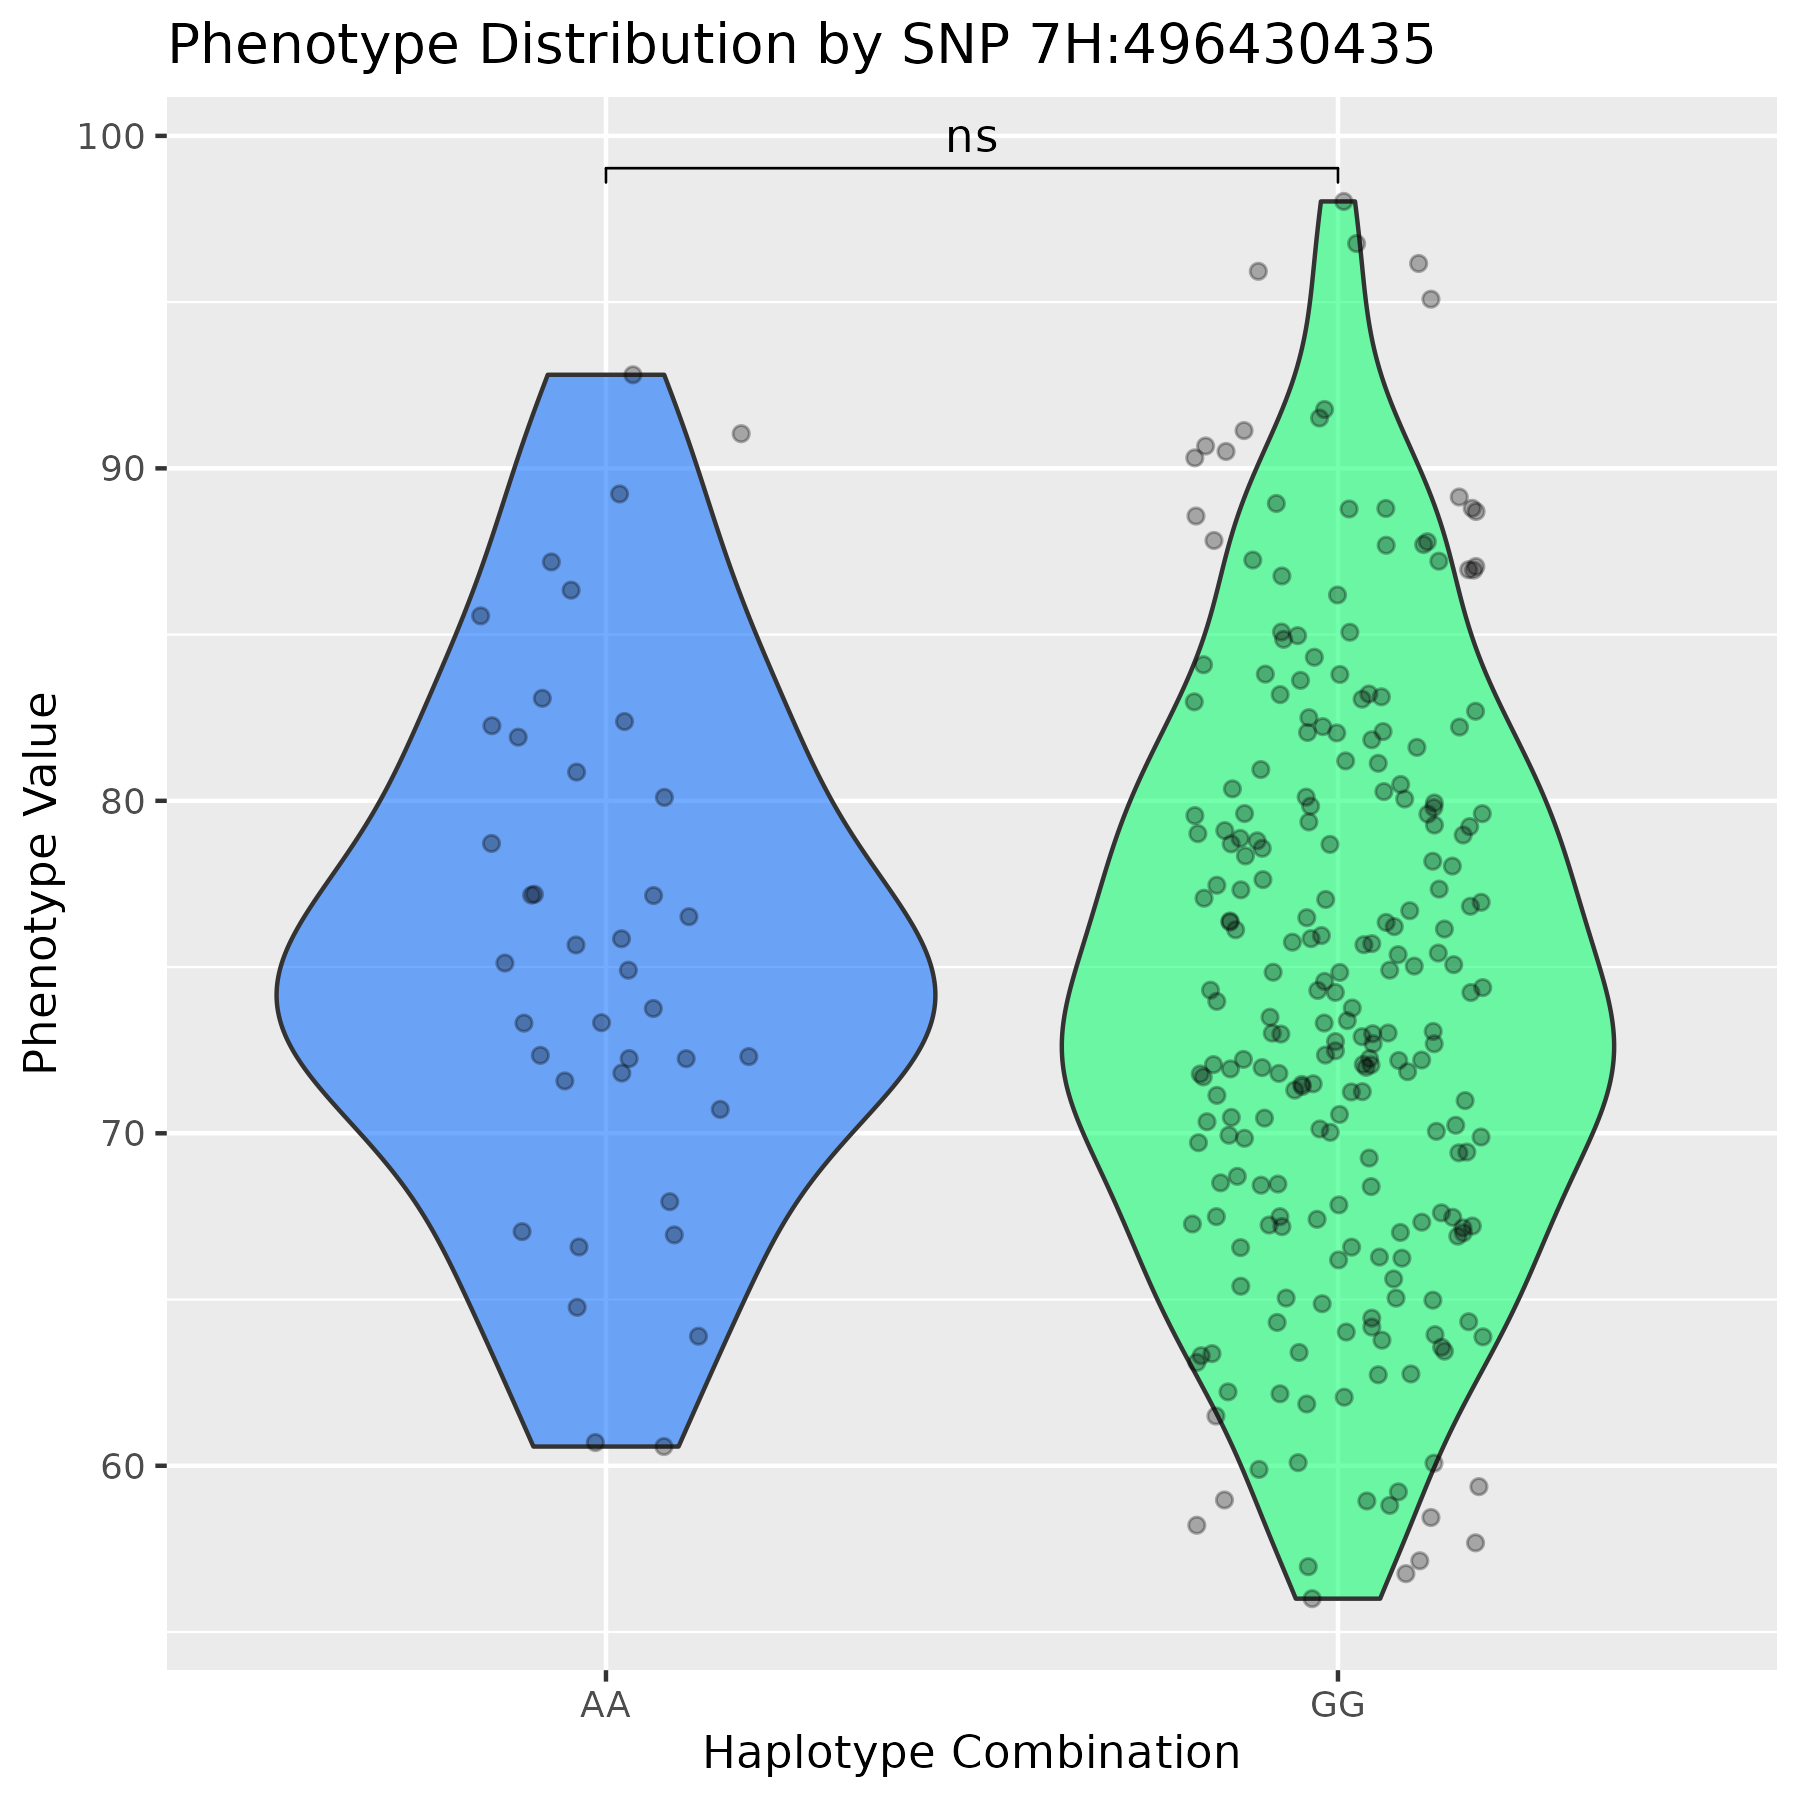 Phenotype Distribution by SNP 7H:496430435
ns
100
90
80
70
60
Phenotype Value
AA
GG
Haplotype Combination